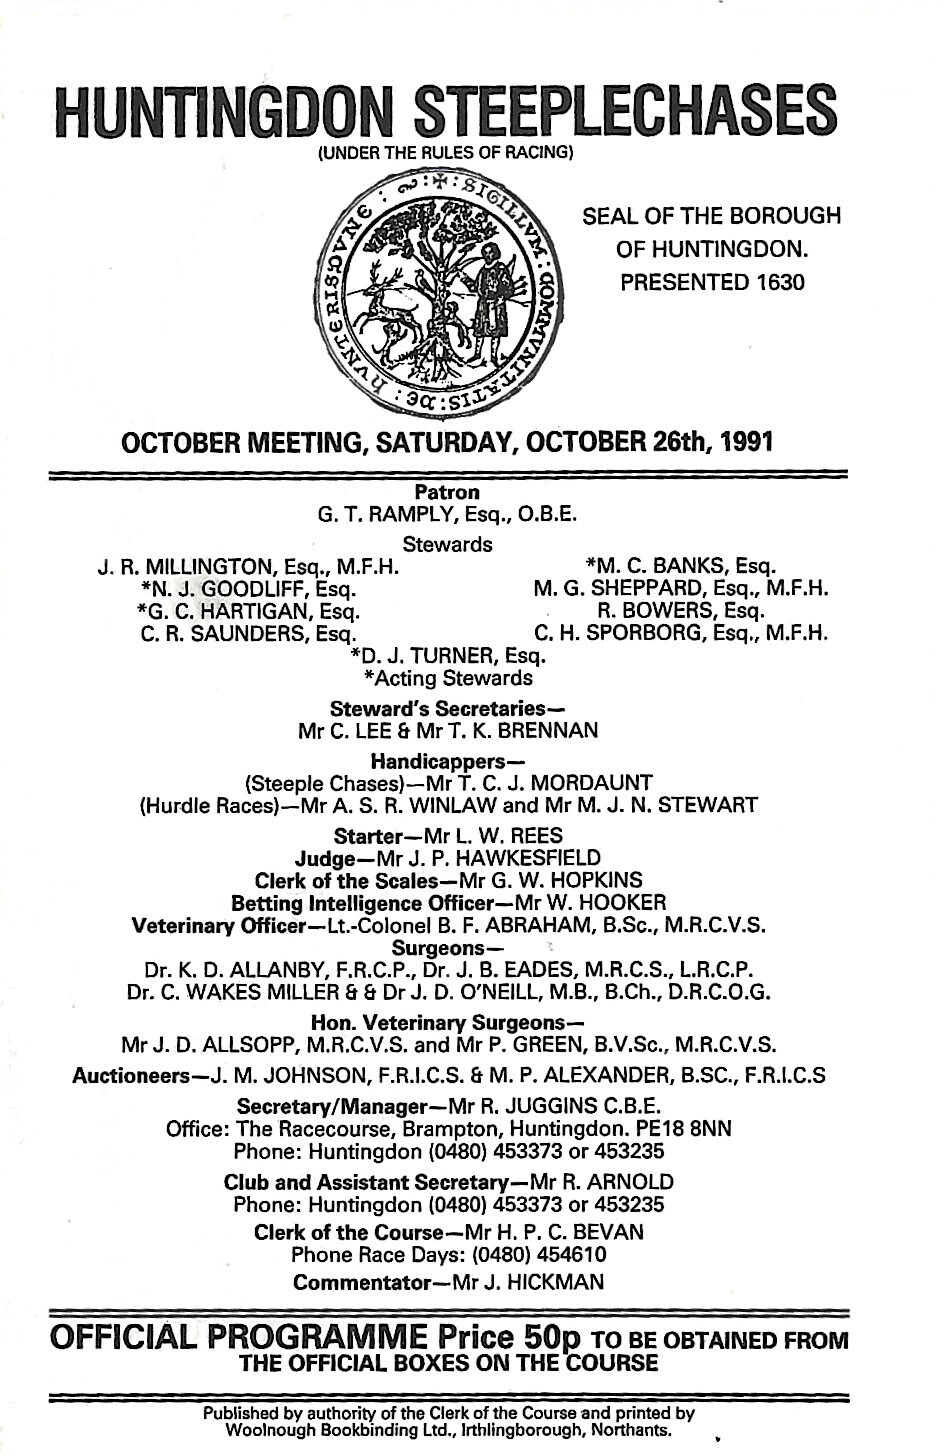 HUNTINGDON STEEPLECHASES
(UNDER THE RULES OF RACING)
SIGILLVM : COMMVNITATIS : DE : hVNTERISDVNE :
SEAL OF THE BOROUGH
OF HUNTINGDON.
PRESENTED 1630
OCTOBER MEETING, SATURDAY, OCTOBER 26th, 1991
Patron
G. T. RAMPLY, Esq., O.B.E.
Stewards
J. R. MILLINGTON, Esq., M.F.H. *M. C. BANKS, Esq.
*N. J. GOODLIFF, Esq. M. G. SHEPPARD, Esq., M.F.H.
*G. C. HARTIGAN, Esq. R. BOWERS, Esq.
C. R. SAUNDERS, Esq. C. H. SPORBORG, Esq., M.F.H.
*D. J. TURNER, Esq.
*Acting Stewards
Steward's Secretaries—
Mr C. LEE & Mr T. K. BRENNAN
Handicappers—
(Steeple Chases)—Mr T. C. J. MORDAUNT
(Hurdle Races)—Mr A. S. R. WINLAW and Mr M. J. N. STEWART
Starter—Mr L. W. REES
Judge—Mr J. P. HAWKESFIELD
Clerk of the Scales—Mr G. W. HOPKINS
Betting Intelligence Officer—Mr W. HOOKER
Veterinary Officer—Lt.-Colonel B. F. ABRAHAM, B.Sc., M.R.C.V.S.
Surgeons—
Dr. K. D. ALLANBY, F.R.C.P., Dr. J. B. EADES, M.R.C.S., L.R.C.P.
Dr. C. WAKES MILLER & & Dr J. D. O'NEILL, M.B., B.Ch., D.R.C.O.G.
Hon. Veterinary Surgeons—
Mr J. D. ALLSOPP, M.R.C.V.S. and Mr P. GREEN, B.V.Sc., M.R.C.V.S.
Auctioneers—J. M. JOHNSON, F.R.I.C.S. & M. P. ALEXANDER, B.SC., F.R.I.C.S
Secretary/Manager—Mr R. JUGGINS C.B.E.
Office: The Racecourse, Brampton, Huntingdon. PE18 8NN
Phone: Huntingdon (0480) 453373 or 453235
Club and Assistant Secretary—Mr R. ARNOLD
Phone: Huntingdon (0480) 453373 or 453235
Clerk of the Course—Mr H. P. C. BEVAN
Phone Race Days: (0480) 454610
Commentator—Mr J. HICKMAN
OFFICIAL PROGRAMME Price 50p TO BE OBTAINED FROM
THE OFFICIAL BOXES ON THE COURSE
Published by authority of the Clerk of the Course and printed by
Woolnough Bookbinding Ltd., Irthlingborough, Northants.